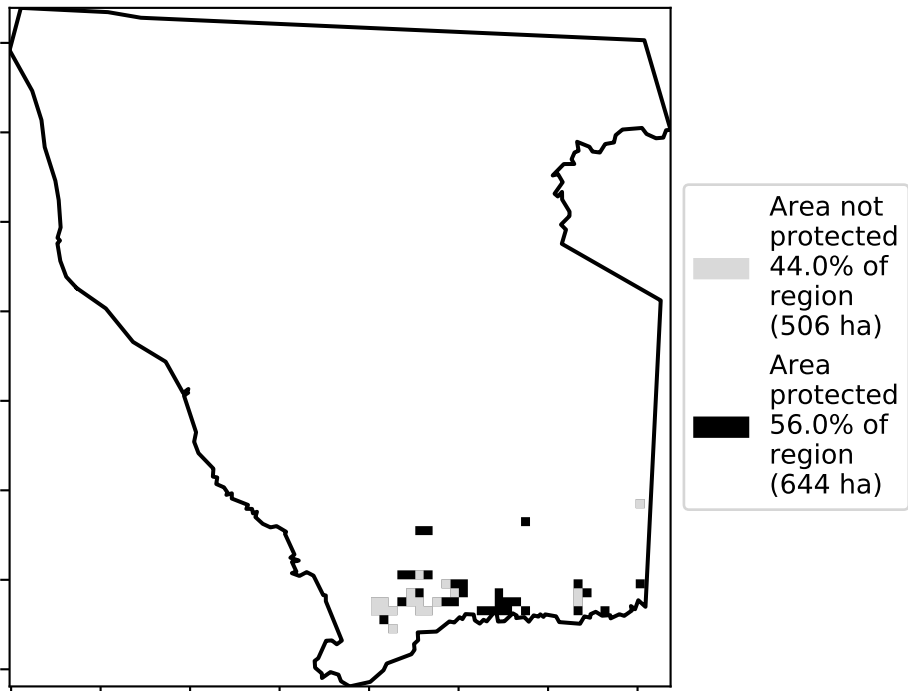 Area not
protected
44.0% of
region
(506 ha)
Area
protected
56.0% of
region
(644 ha)